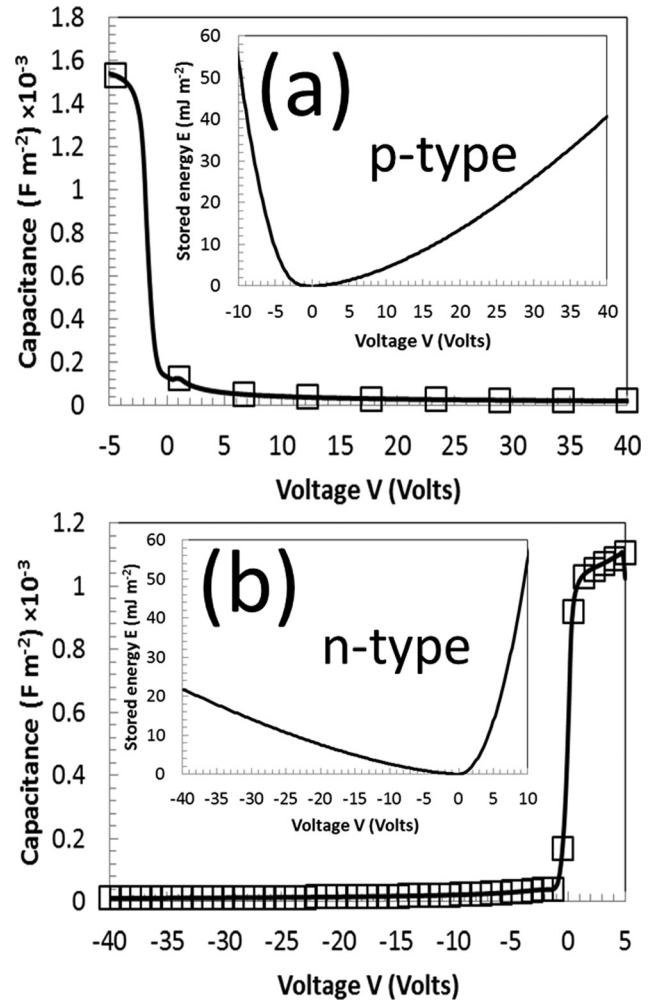 1.8
1.6
1.4
1.2
1
0.8
0.6
0.4
0.2
0
Capacitance (F m⁻²) ×10⁻³
-5 0 5 10 15 20 25 30 35 40
Voltage V (Volts)
60
50
40
30
20
10
0
Stored energy E (mJ m⁻²)
(a)
p-type
-10 -5 0 5 10 15 20 25 30 35 40
Voltage V (Volts)
1.2
1
0.8
0.6
0.4
0.2
0
Capacitance (F m⁻²) ×10⁻³
-40 -35 -30 -25 -20 -15 -10 -5 0 5
Voltage V (Volts)
60
50
40
30
20
10
0
Stored energy E (mJ m⁻²)
(b)
n-type
-40 -35 -30 -25 -20 -15 -10 -5 0 5 10
Voltage V (Volts)